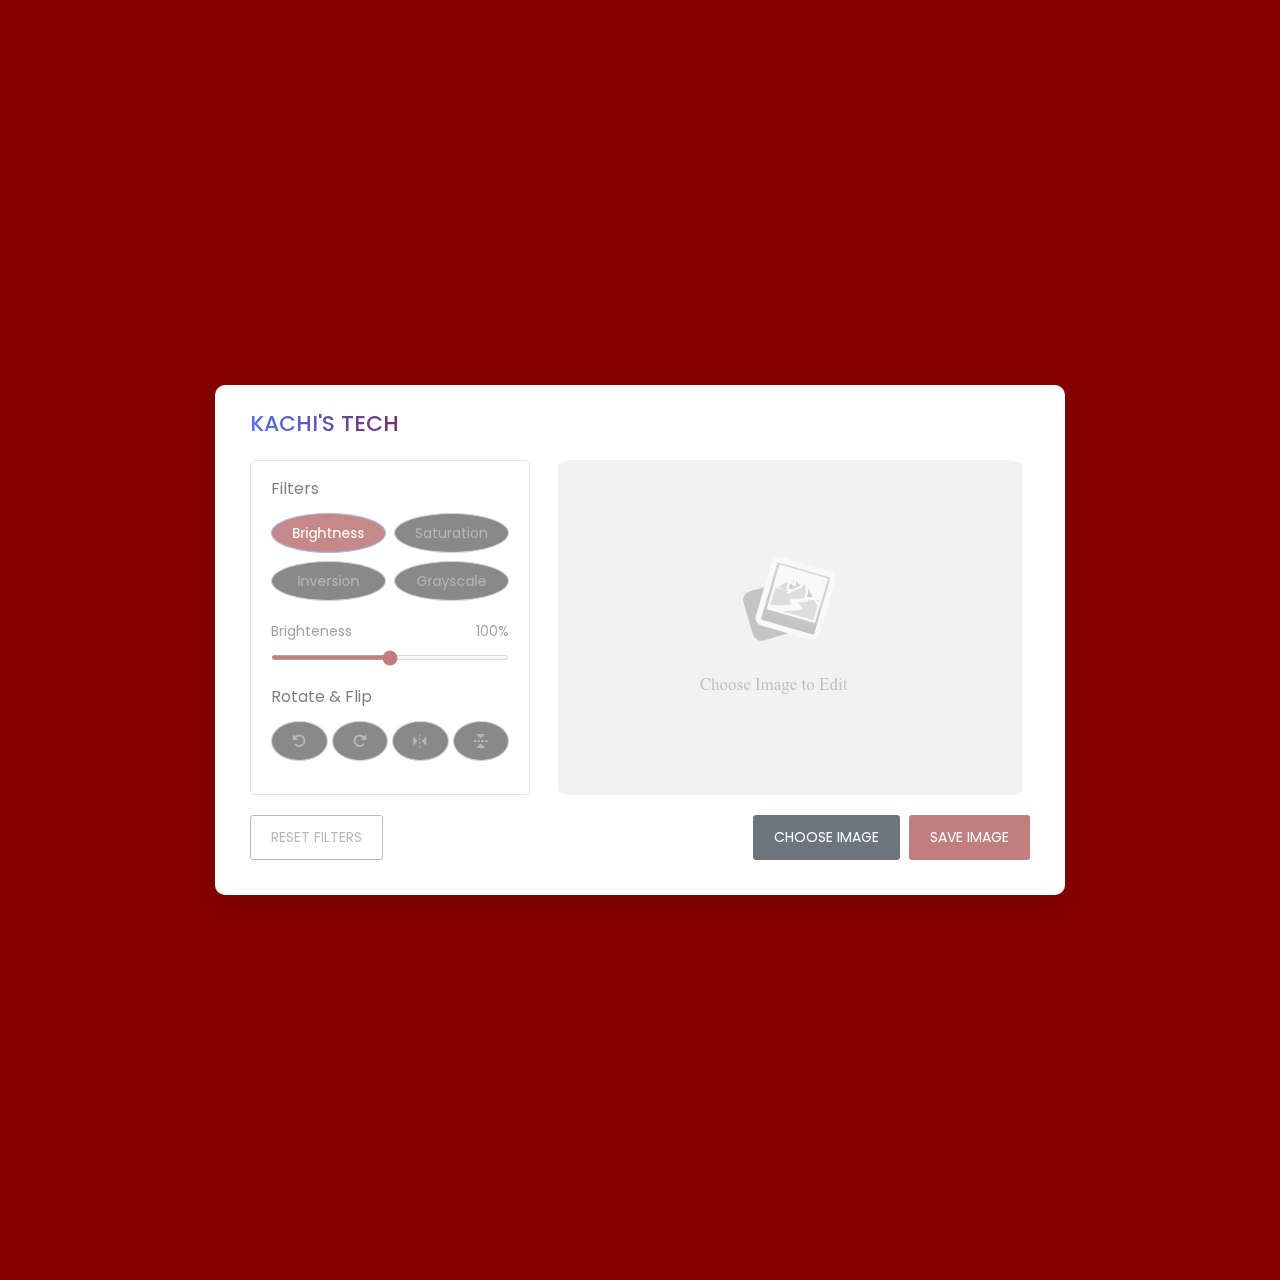 KACHI'S TECH
Filters
Brightness Saturation
Inversion Grayscale
Brighteness 100%
Rotate & Flip
Choose Image to Edit
RESET FILTERS CHOOSE IMAGE SAVE IMAGE